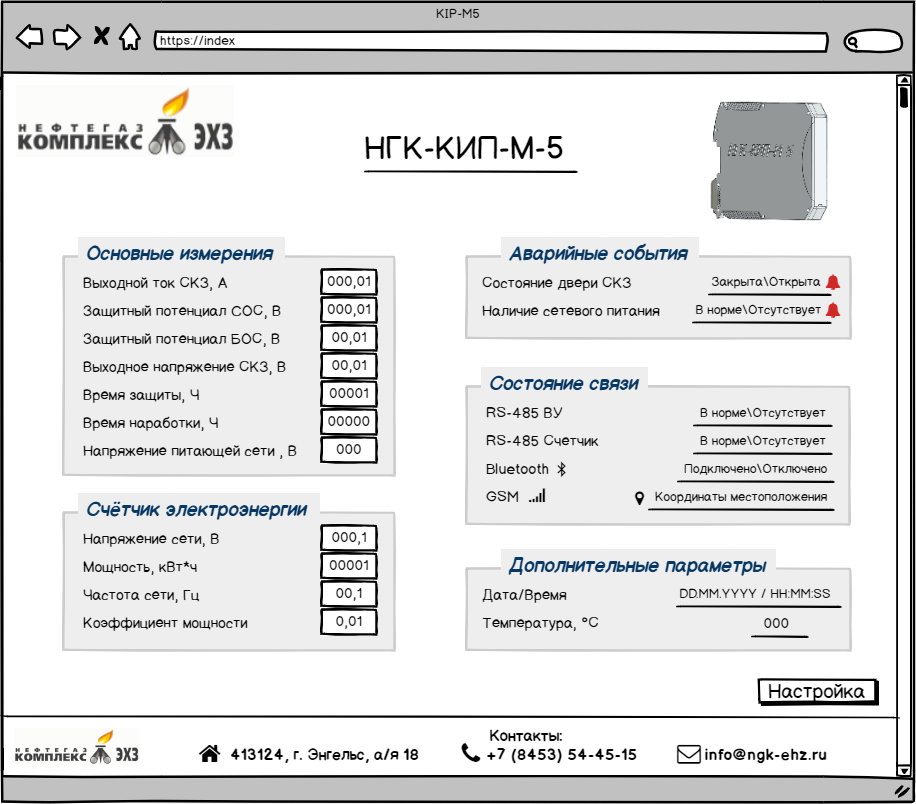 KIP-M5
https://index
НЕФТЕГАЗ
КОМПЛЕКС ЭХЗ
НГК-КИП-М-5
Основные измерения
Выходной ток СКЗ, А 000,01
Защитный потенциал СОС, В 000,01
Защитный потенциал БОС, В 00,01
Выходное напряжение СКЗ, В 00,01
Время защиты, Ч 00001
Время наработки, Ч 00000
Напряжение питающей сети , В 000
Счётчик электроэнергии
Напряжение сети, В 000,1
Мощность, кВт*ч 00001
Частота сети, Гц 00,1
Коэффициент мощности 0,01
Аварийные события
Состояние двери СКЗ Закрыта\Открыта
Наличие сетевого питания В норме\Отсутствует
Состояние связи
RS-485 ВУ В норме\Отсутствует
RS-485 Счетчик В норме\Отсутствует
Bluetooth Подключено\Отключено
GSM Координаты местоположения
Дополнительные параметры
Дата/Время DD.MM.YYYY / HH:MM:SS
Температура, °С 000
Настройка
НЕФТЕГАЗ
КОМПЛЕКС ЭХЗ
413124, г. Энгельс, а/я 18
Контакты:
+7 (8453) 54-45-15
info@ngk-ehz.ru